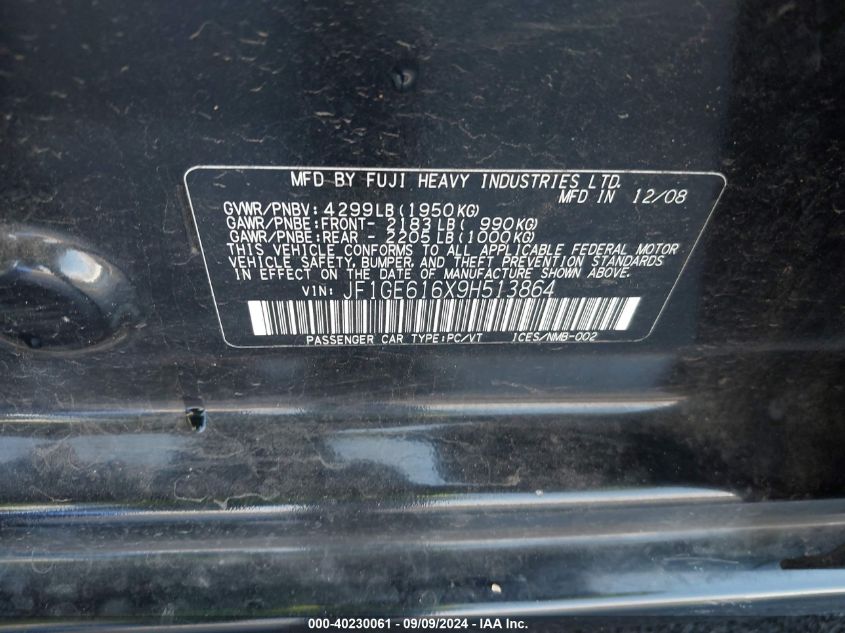 MFD BY FUJI HEAVY INDUSTRIES LTD.
MFD IN 12/08
GVWR/PNBV: 4299LB(1950KG)
GAWR/PNBE:FRONT- 2183LB( 990KG)
GAWR/PNBE:REAR - 2205LB(1000KG)
THIS VEHICLE CONFORMS TO ALL APPLICABLE FEDERAL MOTOR
VEHICLE SAFETY, BUMPER, AND THEFT PREVENTION STANDARDS
IN EFFECT ON THE DATE OF MANUFACTURE SHOWN ABOVE.
VIN: JF1GE616X9H513864
PASSENGER CAR TYPE:PC/VT ICES/NMB-002
000-40230061 - 09/09/2024 - IAA Inc.